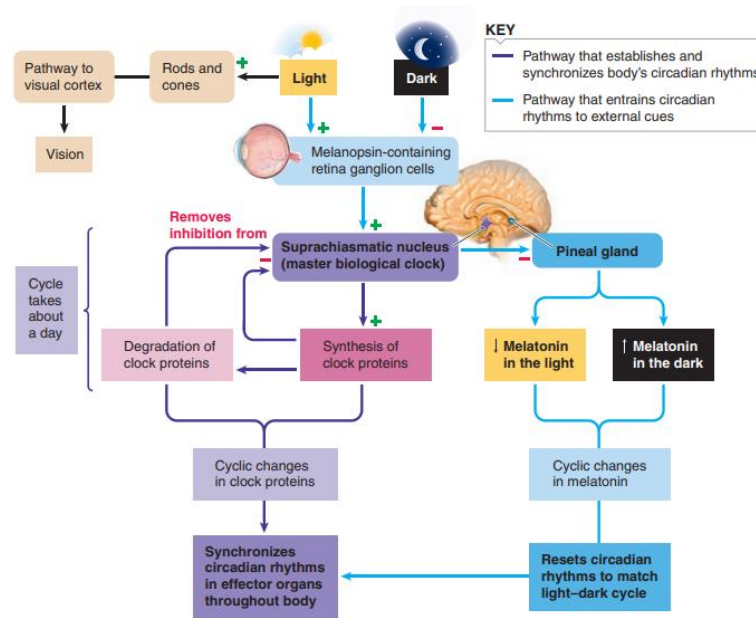 KEY
Pathway that establishes and
synchronizes body's circadian rhythms
Pathway that entrains circadian
rhythms to external cues
Pathway to
visual cortex
Rods and
cones
+
Light
Dark
Vision
+
−
Melanopsin-containing
retina ganglion cells
+
Removes
inhibition from
−
Suprachiasmatic nucleus
(master biological clock)
−
Pineal gland
Cycle
takes
about
a day
+
Degradation of
clock proteins
Synthesis of
clock proteins
↓ Melatonin
in the light
↑ Melatonin
in the dark
Cyclic changes
in clock proteins
Cyclic changes
in melatonin
Synchronizes
circadian rhythms
in effector organs
throughout body
Resets circadian
rhythms to match
light–dark cycle